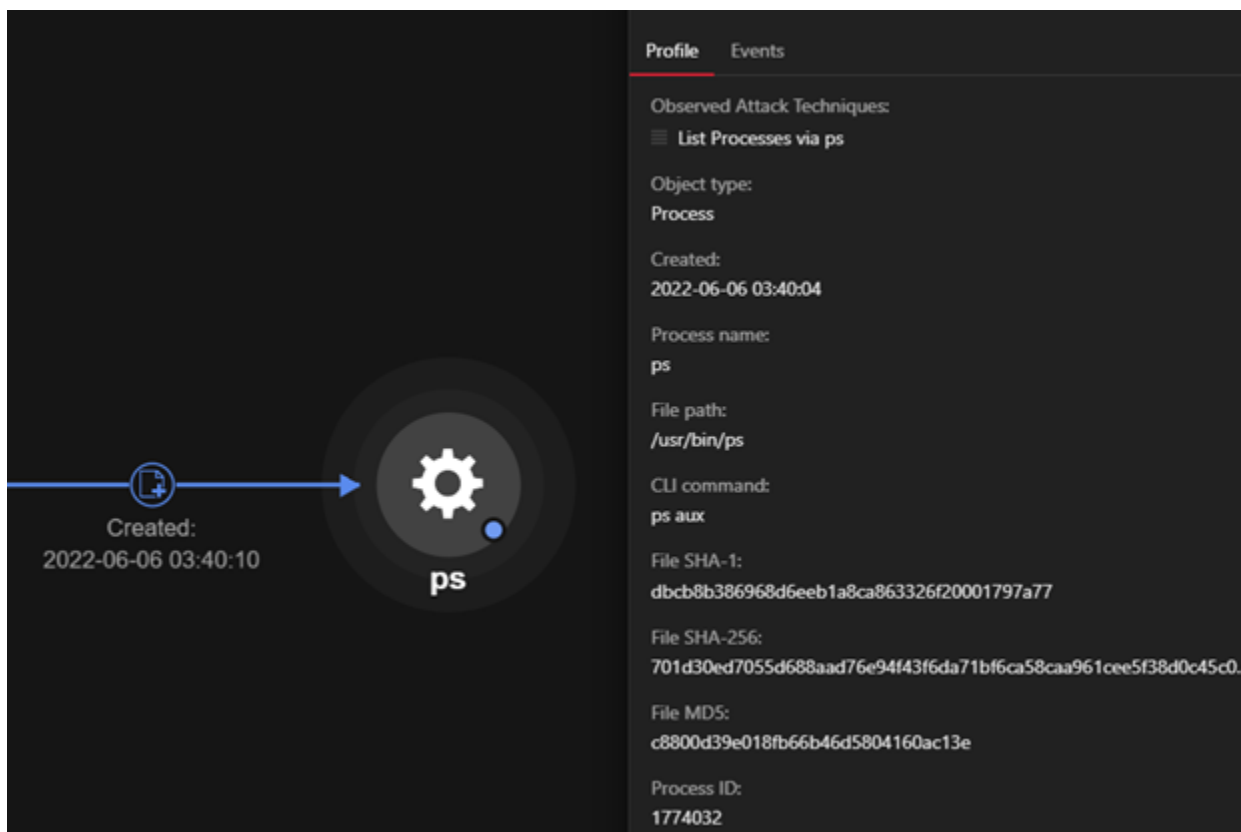 Profile Events
Observed Attack Techniques:
List Processes via ps
Object type:
Process
Created:
2022-06-06 03:40:04
Process name:
ps
File path:
/usr/bin/ps
CLI command:
ps aux
File SHA-1:
dbcb8b386968d6eeb1a8ca863326f20001797a77
File SHA-256:
701d30ed7055d688aad76e94f43f6da71bf6ca58caa961cee5f38d0c45c0...
File MD5:
c8800d39e018fb66b46d5804160ac13e
Process ID:
1774032
Created:
2022-06-06 03:40:10
ps